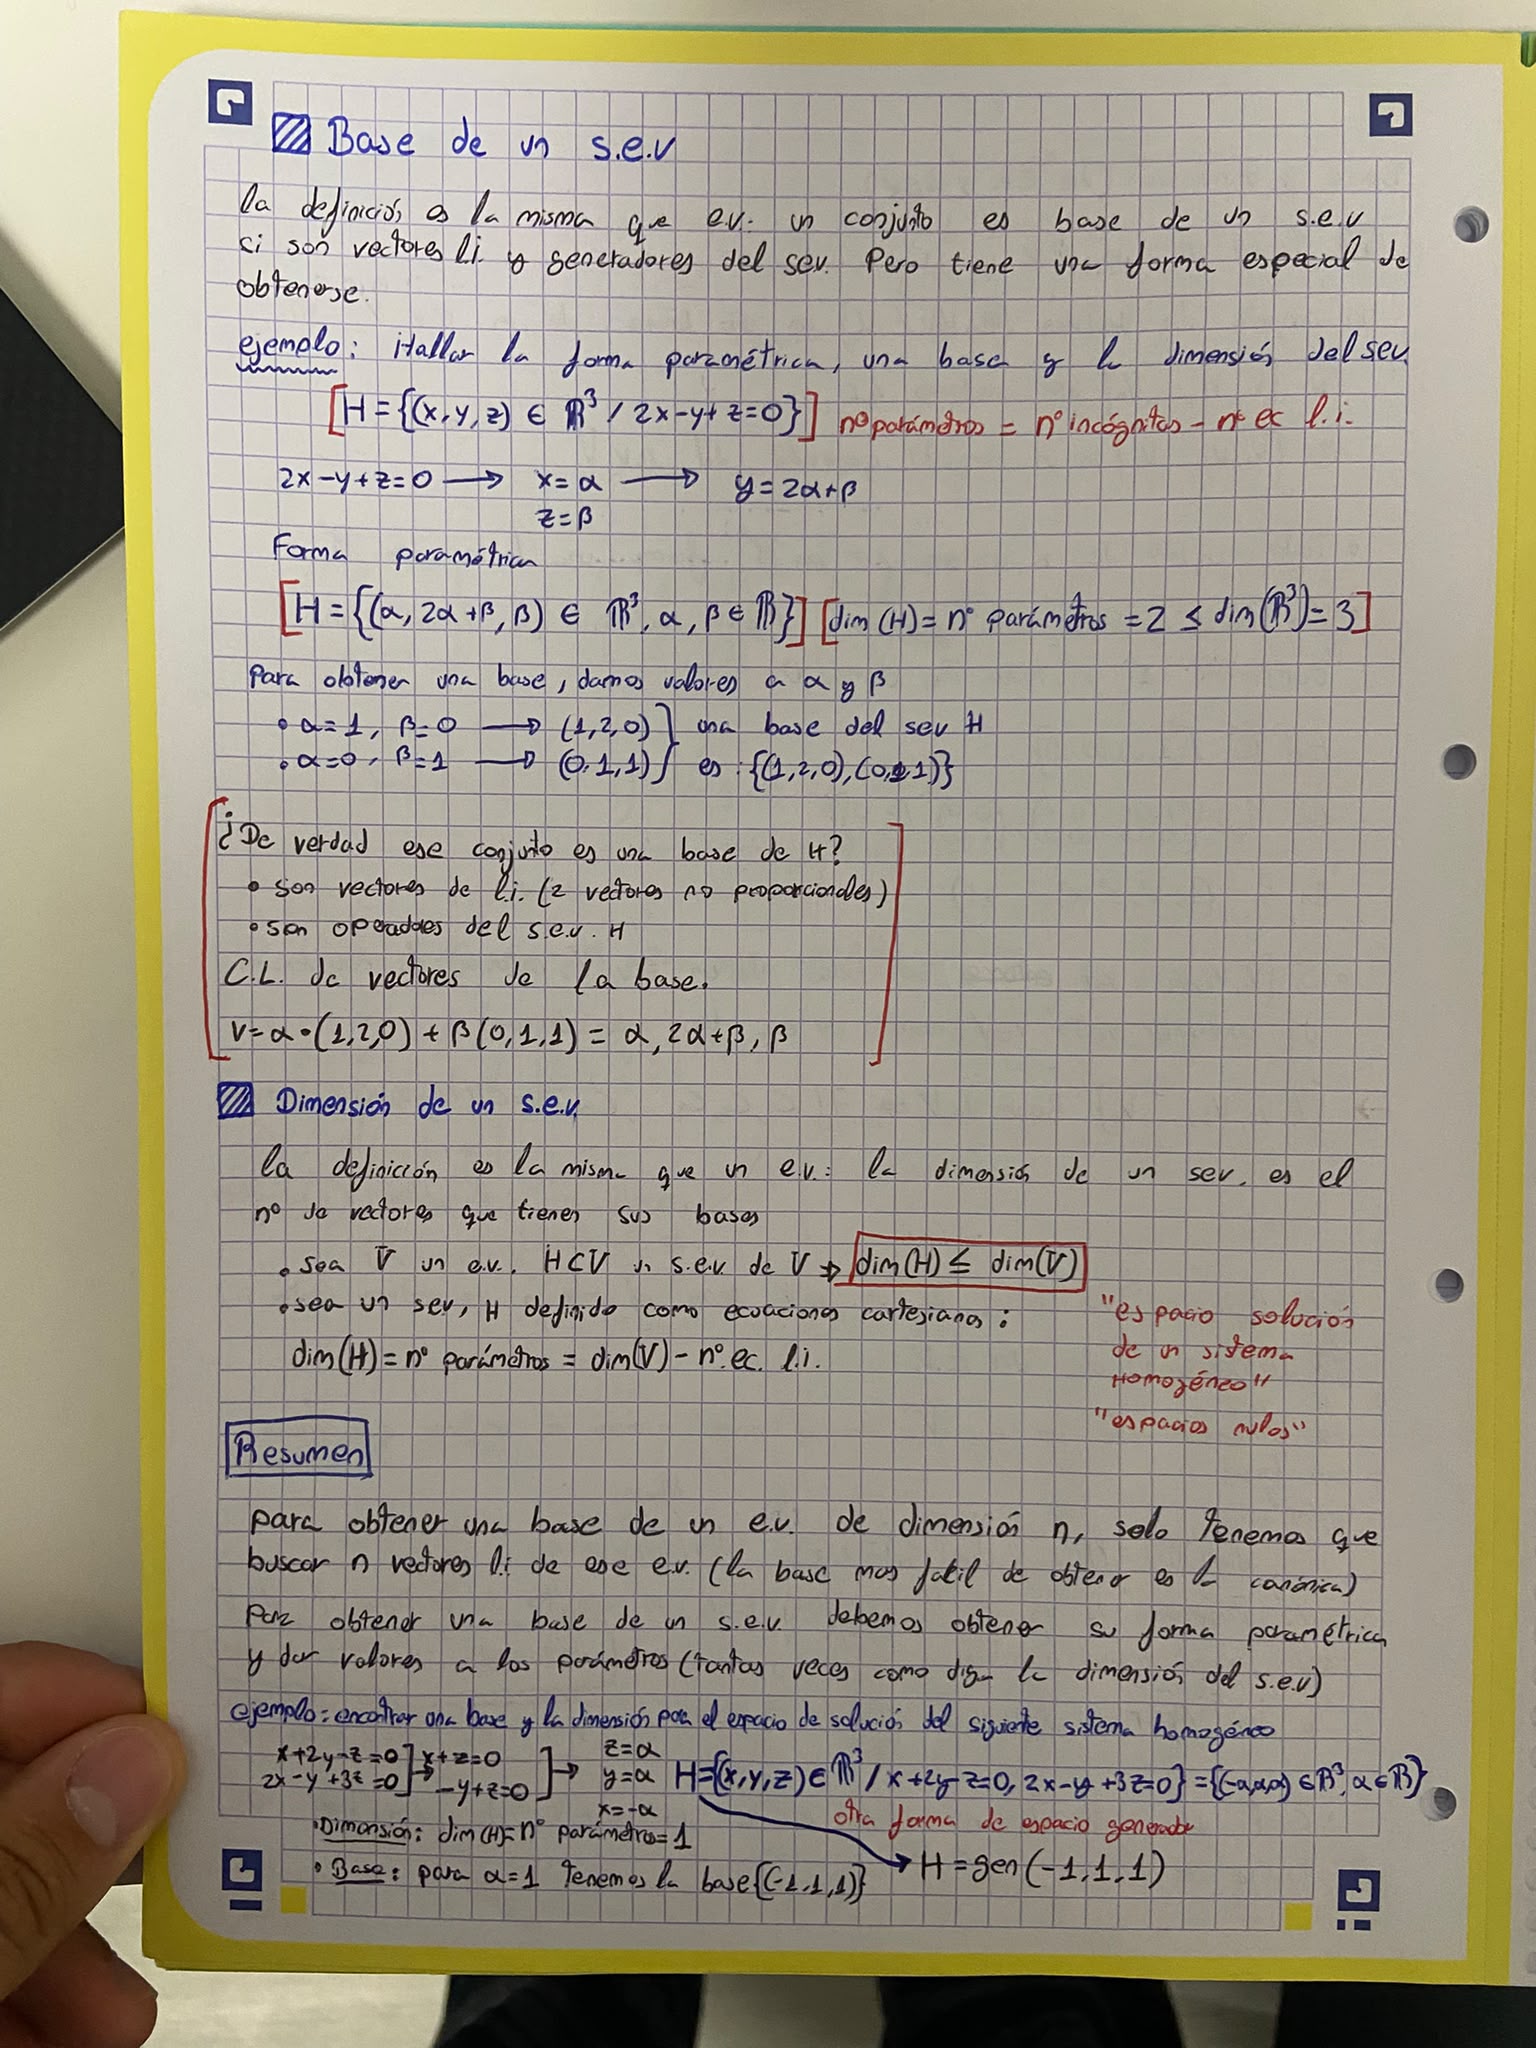 Base de un s.e.v
la definición es la misma que e.v.: un conjunto es base de un s.e.v
si son vectores l.i. y generadores del sev. Pero tiene una forma especial de
obtenerse.
ejemplo: Hallar la forma paramétrica, una base y la dimensión del sev.
[H = {(x,y,z) ∈ ℝ³ / 2x-y+z=0}] nº parámetros = nº incógnitas - nº ec l.i.
2x-y+z=0 → x=α → y=2α+β
z=β
Forma paramétrica
[H = {(α, 2α+β, β) ∈ ℝ³, α, β ∈ ℝ}] [dim(H) = nº parámetros = 2 ≤ dim(ℝ³) = 3]
Para obtener una base, damos valores a α y β
• α=1, β=0 → (1,2,0) } una base del sev H
• α=0, β=1 → (0,1,1) } es: {(1,2,0),(0,1,1)}
¿De verdad ese conjunto es una base de H?
• son vectores de l.i. (2 vectores no proporcionales)
• son operadores del s.e.v. H
C.L. de vectores de la base.
V=α·(1,2,0) + β(0,1,1) = α, 2α+β, β
Dimensión de un s.e.v.
la definicción es la misma que un e.v.: la dimensión de un sev. es el
nº de vectores que tienen sus bases
• sea V un e.v. H⊂V un s.e.v de V → dim(H) ≤ dim(V)
• sea un sev, H definido como ecuaciones cartesianas:
dim(H) = nº parámetros = dim(V) - nº ec. l.i.
"espacio solución
de un sistema
Homogéneo"
"espacios nulos"
Resumen
para obtener una base de un e.v. de dimensión n, solo tenemos que
buscar n vectores l.i de ese e.v. (la base mas facil de obtener es la canónica)
Para obtener una base de un s.e.v. debemos obtener su forma paramétrica
y dar valores a los parámetros (tantas veces como diga la dimensión del s.e.v)
ejemplo: encontrar una base y la dimensión para el espacio de solución del siguiente sistema homogéneo
x+2y-z=0 ] x+z=0 ] z=α
2x-y+3z=0 ] → -y+z=0 ] → y=α H={(x,y,z)∈ℝ³ / x+2y-z=0, 2x-y+3z=0} = {(-α,α,α) ∈ℝ³, α∈ℝ}
x=-α
otra forma de espacio generador
• Dimensión: dim(H)=nº parámetros=1
• Base: para α=1 tenemos la base{(-1,1,1)}
H = gen(-1,1,1)